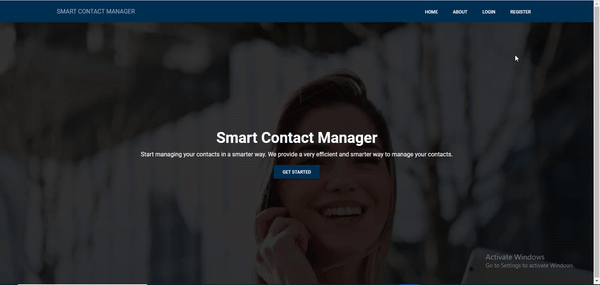 SMART CONTACT MANAGER
HOME ABOUT LOGIN REGISTER
Smart Contact Manager
Start managing your contacts in a smarter way. We provide a very efficient and smarter way to manage your contacts.
GET STARTED
Activate Windows
Go to Settings to activate Windows.